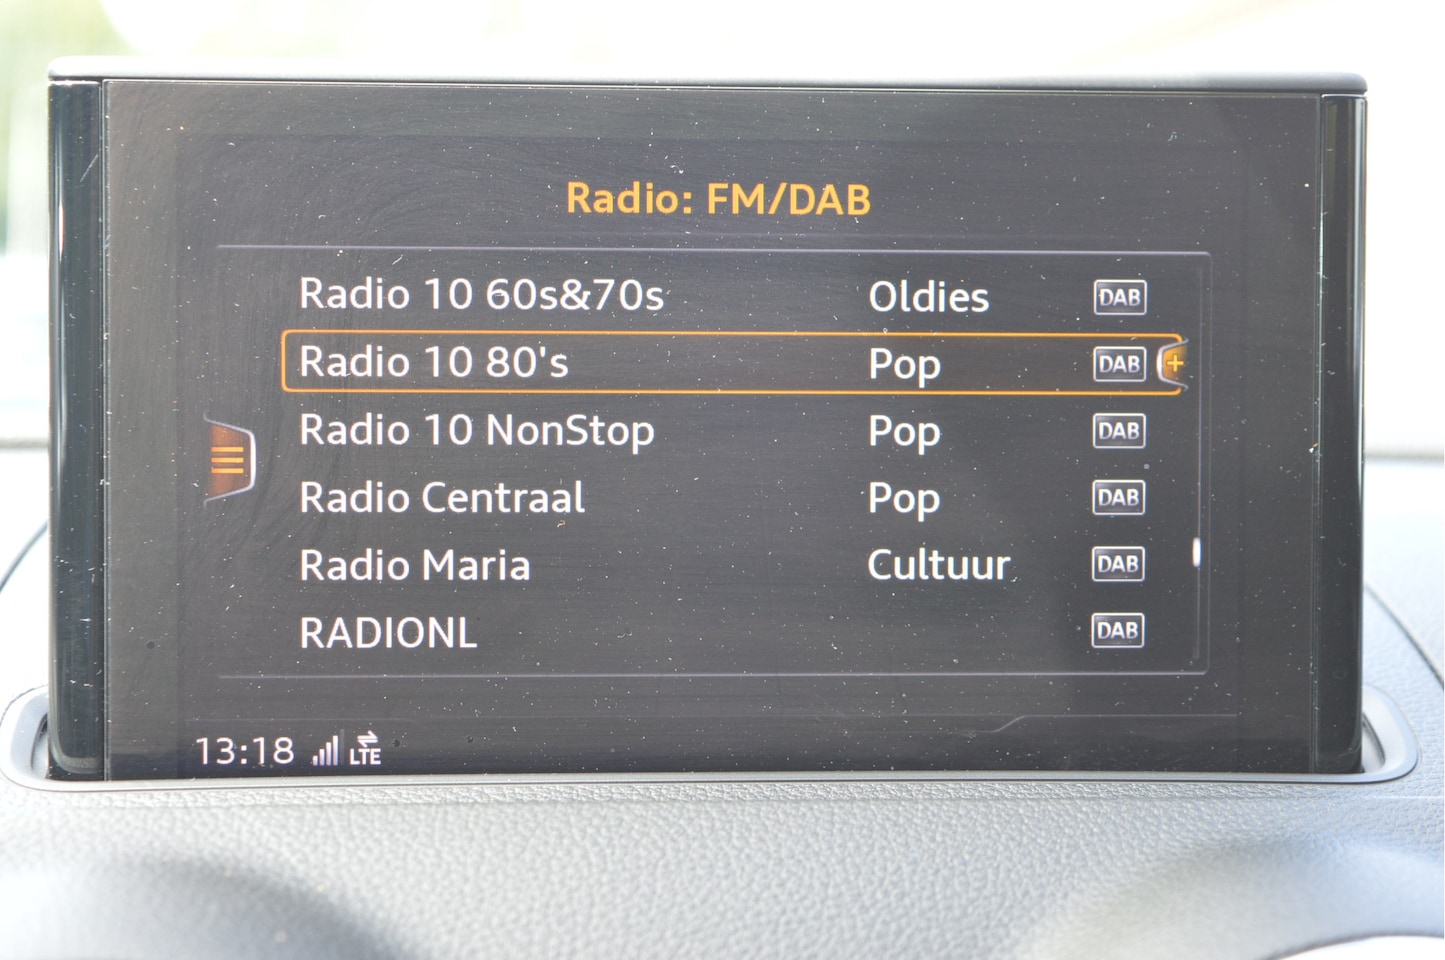 Radio: FM/DAB
Radio 10 60s&70s Oldies DAB
Radio 10 80's Pop DAB +
Radio 10 NonStop Pop DAB
Radio Centraal Pop DAB
Radio Maria Cultuur DAB
RADIONL DAB
13:18 LTE